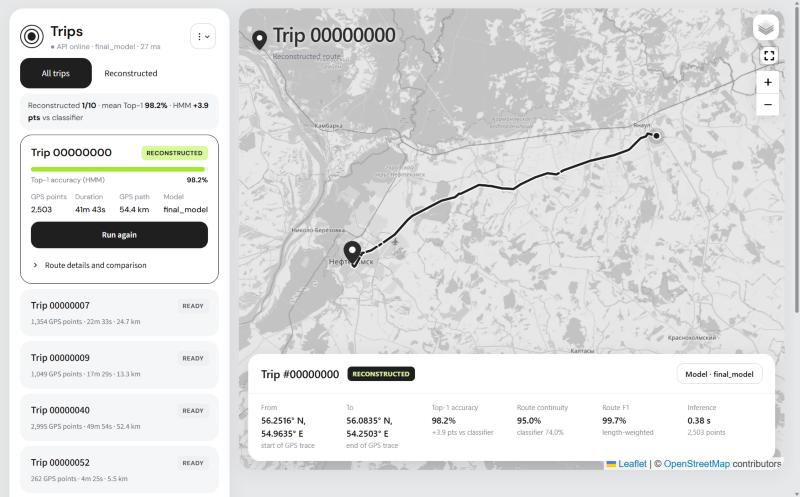 Trips
API online · final_model · 27 ms
All trips
Reconstructed
Reconstructed 1/10 · mean Top-1 98.2% · HMM +3.9
pts vs classifier
Trip 00000000
RECONSTRUCTED
Top-1 accuracy (HMM)
98.2%
GPS points Duration GPS path Model
2,503 41m 43s 54.4 km final_model
Run again
Route details and comparison
Trip 00000007
READY
1,354 GPS points · 22m 33s · 24.7 km
Trip 00000009
READY
1,049 GPS points · 17m 29s · 13.3 km
Trip 00000040
READY
2,995 GPS points · 49m 54s · 52.4 km
Trip 00000052
READY
262 GPS points · 4m 25s · 5.5 km
Trip 00000000
Reconstructed route
+
−
Камбарка
Янаул
Николо-Березовка
Краснохолмский
Калтасы
Trip #00000000
RECONSTRUCTED
Model · final_model
From To Top-1 accuracy Route continuity Route F1 Inference
56.2516° N, 56.0835° N, 98.2% 95.0% 99.7% 0.38 s
54.9635° E 54.2503° E +3.9 pts vs classifier classifier 74.0% length-weighted 2,503 points
start of GPS trace end of GPS trace
Leaflet | © OpenStreetMap contributors